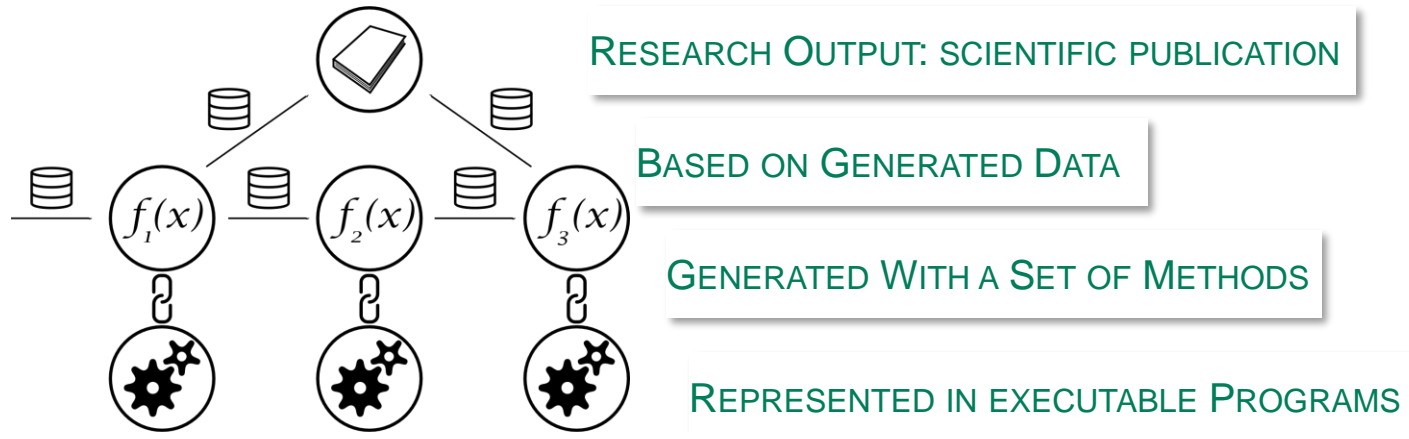 RESEARCH OUTPUT: SCIENTIFIC PUBLICATION
BASED ON GENERATED DATA
f₁(x) f₂(x) f₃(x)
GENERATED WITH A SET OF METHODS
REPRESENTED IN EXECUTABLE PROGRAMS